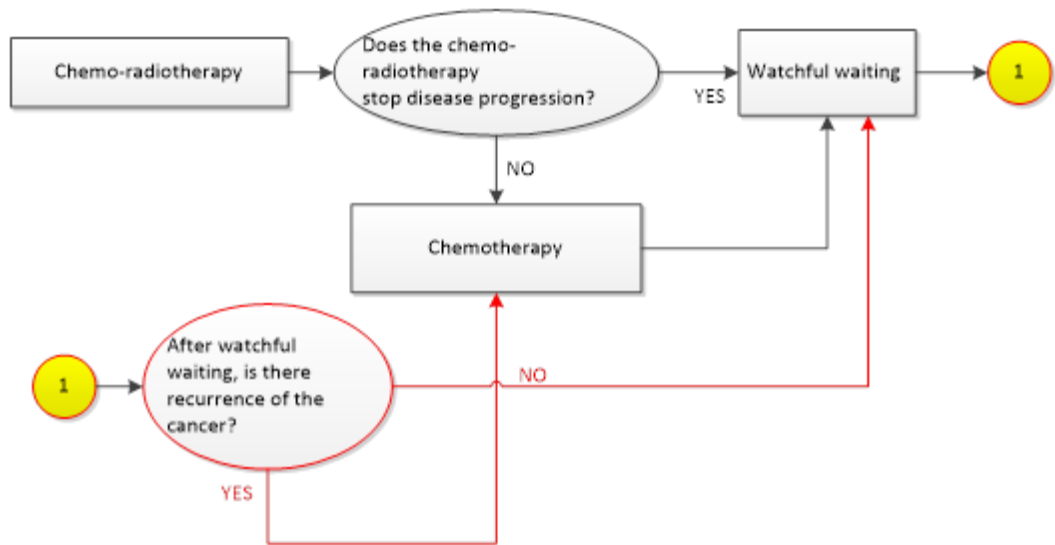 Chemo-radiotherapy
Does the chemo-
radiotherapy
stop disease progression?
YES
Watchful waiting
1
NO
Chemotherapy
1
After watchful
waiting, is there
recurrence of the
cancer?
NO
YES